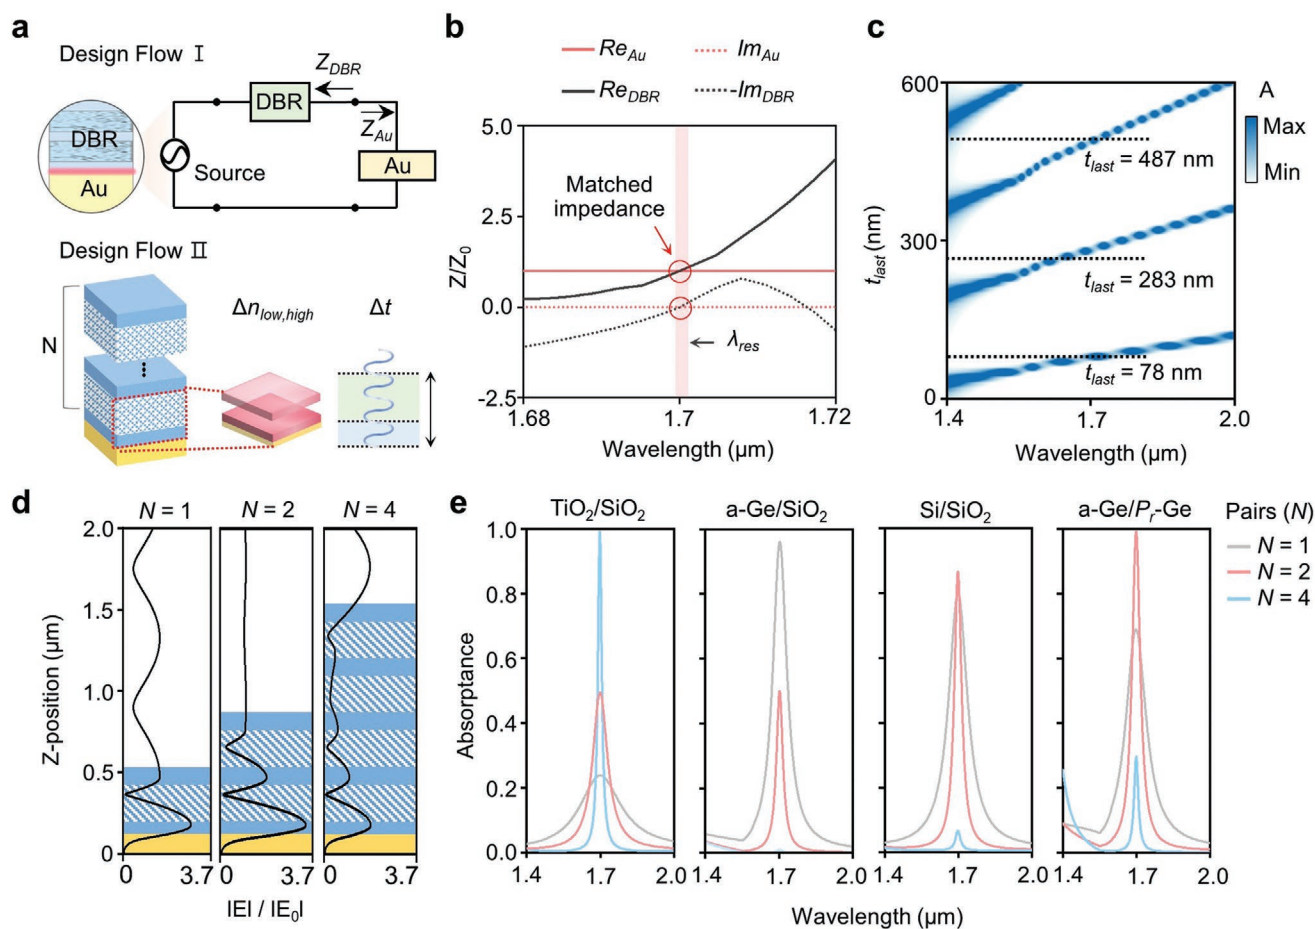 a
Design Flow I
Z_DBR
DBR
Z_Au
DBR
Au
Source
Au
Design Flow II
N
Δn_low,high
Δt
b
Re_Au
Im_Au
Re_DBR
-Im_DBR
5.0
2.5
0.0
-2.5
Z/Z_0
Matched
impedance
λ_res
1.68
1.7
1.72
Wavelength (μm)
c
600
300
0
t_last (nm)
t_last = 487 nm
t_last = 283 nm
t_last = 78 nm
1.4
1.7
2.0
Wavelength (μm)
A
Max
Min
d
N = 1
N = 2
N = 4
2.0
1.5
1.0
0.5
0
Z-position (μm)
0
3.7
0
3.7
0
3.7
|E| / |E_0|
e
TiO₂/SiO₂
a-Ge/SiO₂
Si/SiO₂
a-Ge/P_r-Ge
Pairs (N)
N = 1
N = 2
N = 4
1.0
0.8
0.6
0.4
0.2
0.0
Absorptance
1.4
1.7
2.0
1.4
1.7
2.0
1.4
1.7
2.0
1.4
1.7
2.0
Wavelength (μm)